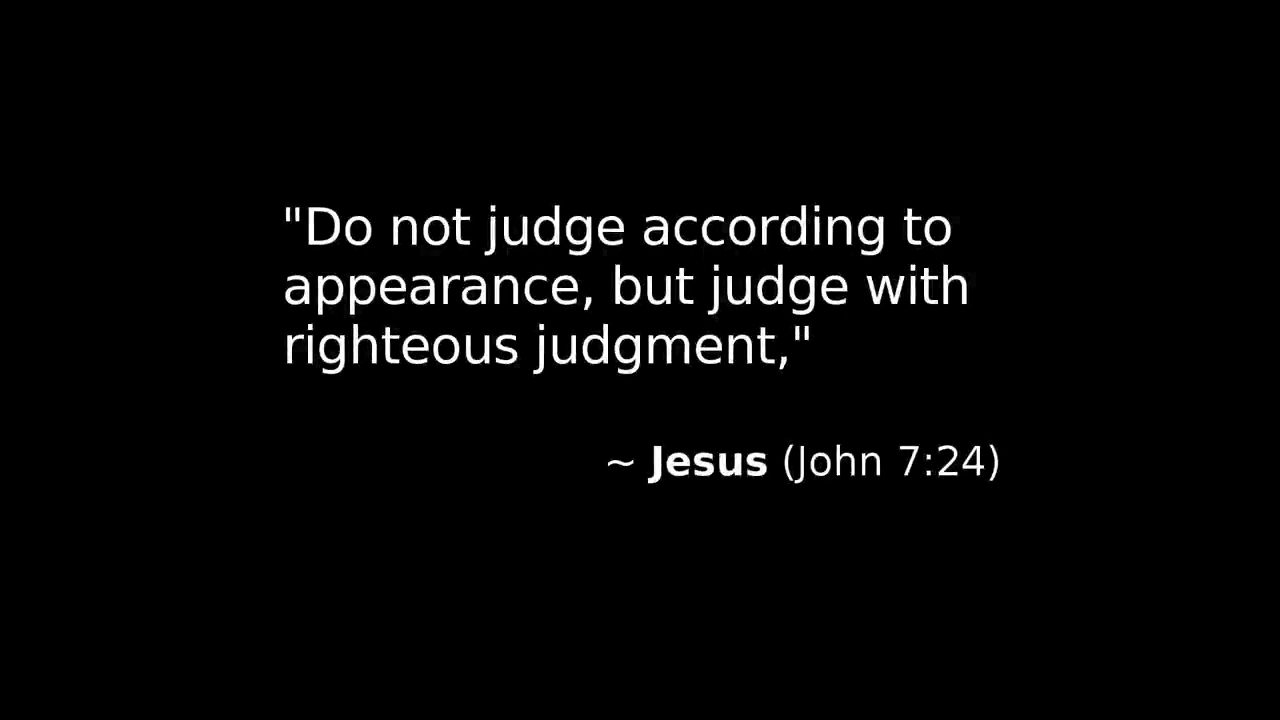 "Do not judge according to
appearance, but judge with
righteous judgment,"
~ Jesus (John 7:24)